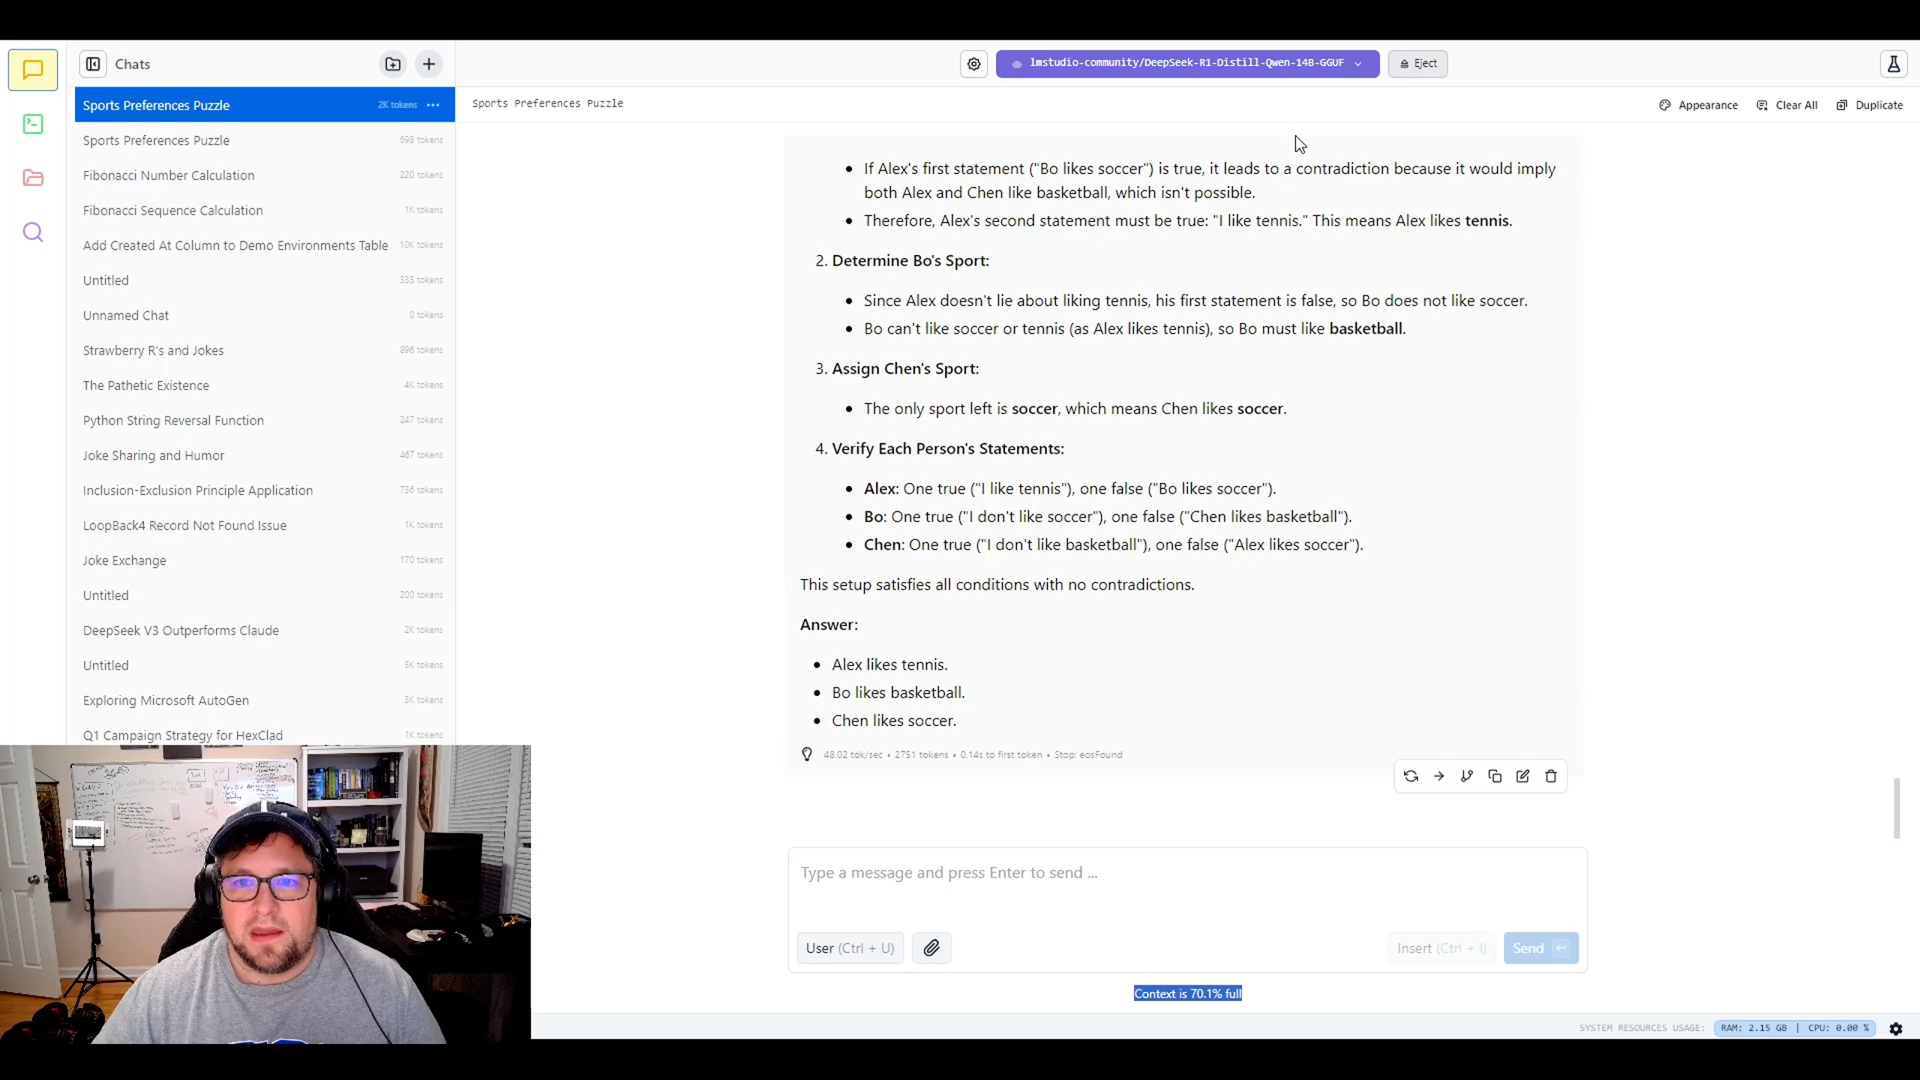 Chats
lmstudio-community/DeepSeek-R1-Distill-Qwen-14B-GGUF
Eject
Sports Preferences Puzzle 2K tokens
Sports Preferences Puzzle 698 tokens
Fibonacci Number Calculation 220 tokens
Fibonacci Sequence Calculation 1K tokens
Add Created At Column to Demo Environments Table 10K tokens
Untitled 335 tokens
Unnamed Chat 0 tokens
Strawberry R's and Jokes 896 tokens
The Pathetic Existence 4K tokens
Python String Reversal Function 247 tokens
Joke Sharing and Humor 467 tokens
Inclusion-Exclusion Principle Application 736 tokens
LoopBack4 Record Not Found Issue 1K tokens
Joke Exchange 170 tokens
Untitled 200 tokens
DeepSeek V3 Outperforms Claude 2K tokens
Untitled 5K tokens
Exploring Microsoft AutoGen 3K tokens
Q1 Campaign Strategy for HexClad 1K tokens
Sports Preferences Puzzle
Appearance Clear All Duplicate
• If Alex's first statement ("Bo likes soccer") is true, it leads to a contradiction because it would imply
both Alex and Chen like basketball, which isn't possible.
• Therefore, Alex's second statement must be true: "I like tennis." This means Alex likes tennis.
2. Determine Bo's Sport:
• Since Alex doesn't lie about liking tennis, his first statement is false, so Bo does not like soccer.
• Bo can't like soccer or tennis (as Alex likes tennis), so Bo must like basketball.
3. Assign Chen's Sport:
• The only sport left is soccer, which means Chen likes soccer.
4. Verify Each Person's Statements:
• Alex: One true ("I like tennis"), one false ("Bo likes soccer").
• Bo: One true ("I don't like soccer"), one false ("Chen likes basketball").
• Chen: One true ("I don't like basketball"), one false ("Alex likes soccer").
This setup satisfies all conditions with no contradictions.
Answer:
• Alex likes tennis.
• Bo likes basketball.
• Chen likes soccer.
48.02 tok/sec • 2751 tokens • 0.14s to first token • Stop: eosFound
Type a message and press Enter to send ...
User (Ctrl + U)
Insert (Ctrl + I)
Send
Context is 70.1% full
SYSTEM RESOURCES USAGE: RAM: 2.15 GB | CPU: 0.00 %